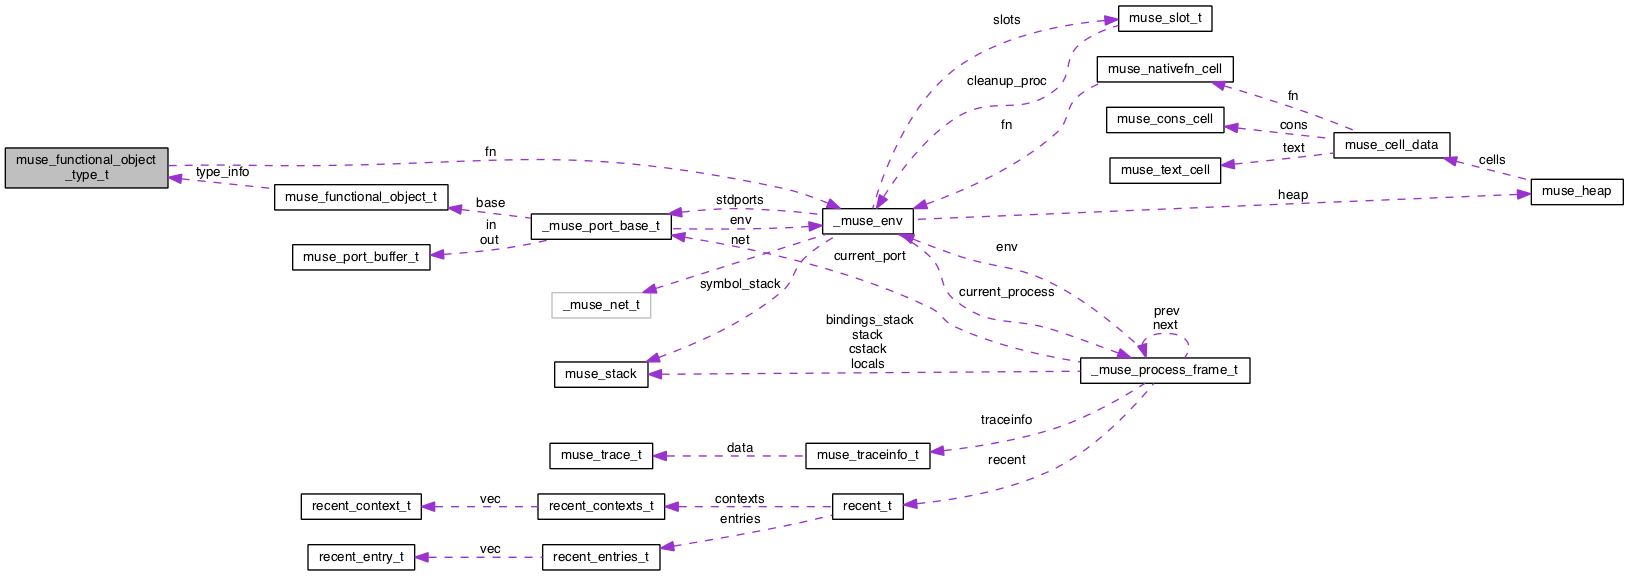 slots
muse_slot_t
cleanup_proc
muse_nativefn_cell
fn
muse_cons_cell
cons
fn
text
muse_cell_data
muse_text_cell
cells
muse_heap
heap
muse_functional_object
_type_t
fn
type_info
muse_functional_object_t
base
in
out
muse_port_buffer_t
_muse_port_base_t
stdports
env
net
_muse_env
current_port
env
current_process
_muse_net_t
symbol_stack
bindings_stack
stack
cstack
locals
muse_stack
prev
next
_muse_process_frame_t
traceinfo
muse_traceinfo_t
data
muse_trace_t
recent
recent_t
contexts
recent_contexts_t
vec
recent_context_t
entries
recent_entries_t
vec
recent_entry_t